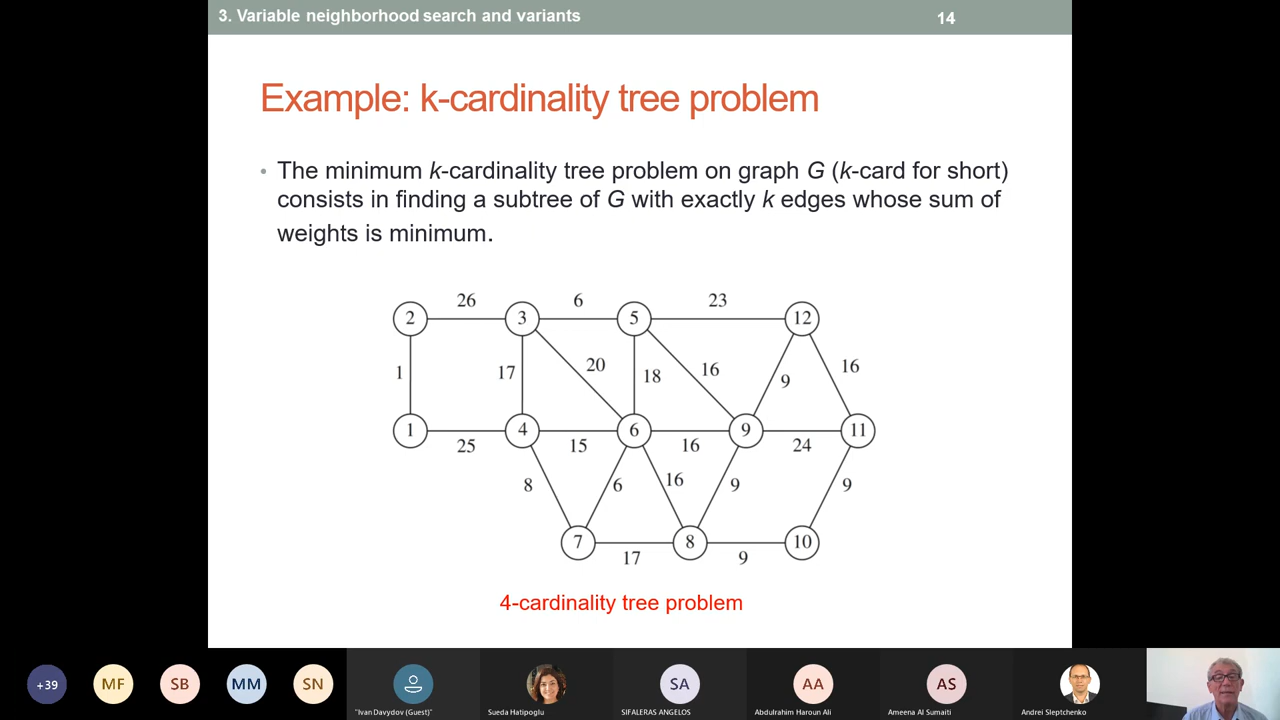 3. Variable neighborhood search and variants 14
Example: k-cardinality tree problem
• The minimum k-cardinality tree problem on graph G (k-card for short)
consists in finding a subtree of G with exactly k edges whose sum of
weights is minimum.
26 6 23
2 3 5 12
1 17 20 18 16 9 16
1 4 6 9 11
25 15 16 24
8 6 16 9 9
7 8 10
17 9
4-cardinality tree problem
+39 MF SB MM SN SA AA AS
"Ivan Davydov (Guest)" Sueda Hatipoglu SIFALERAS ANGELOS Abdulrahim Haroun Ali Ameena Al Sumaiti Andrei Sleptchenko